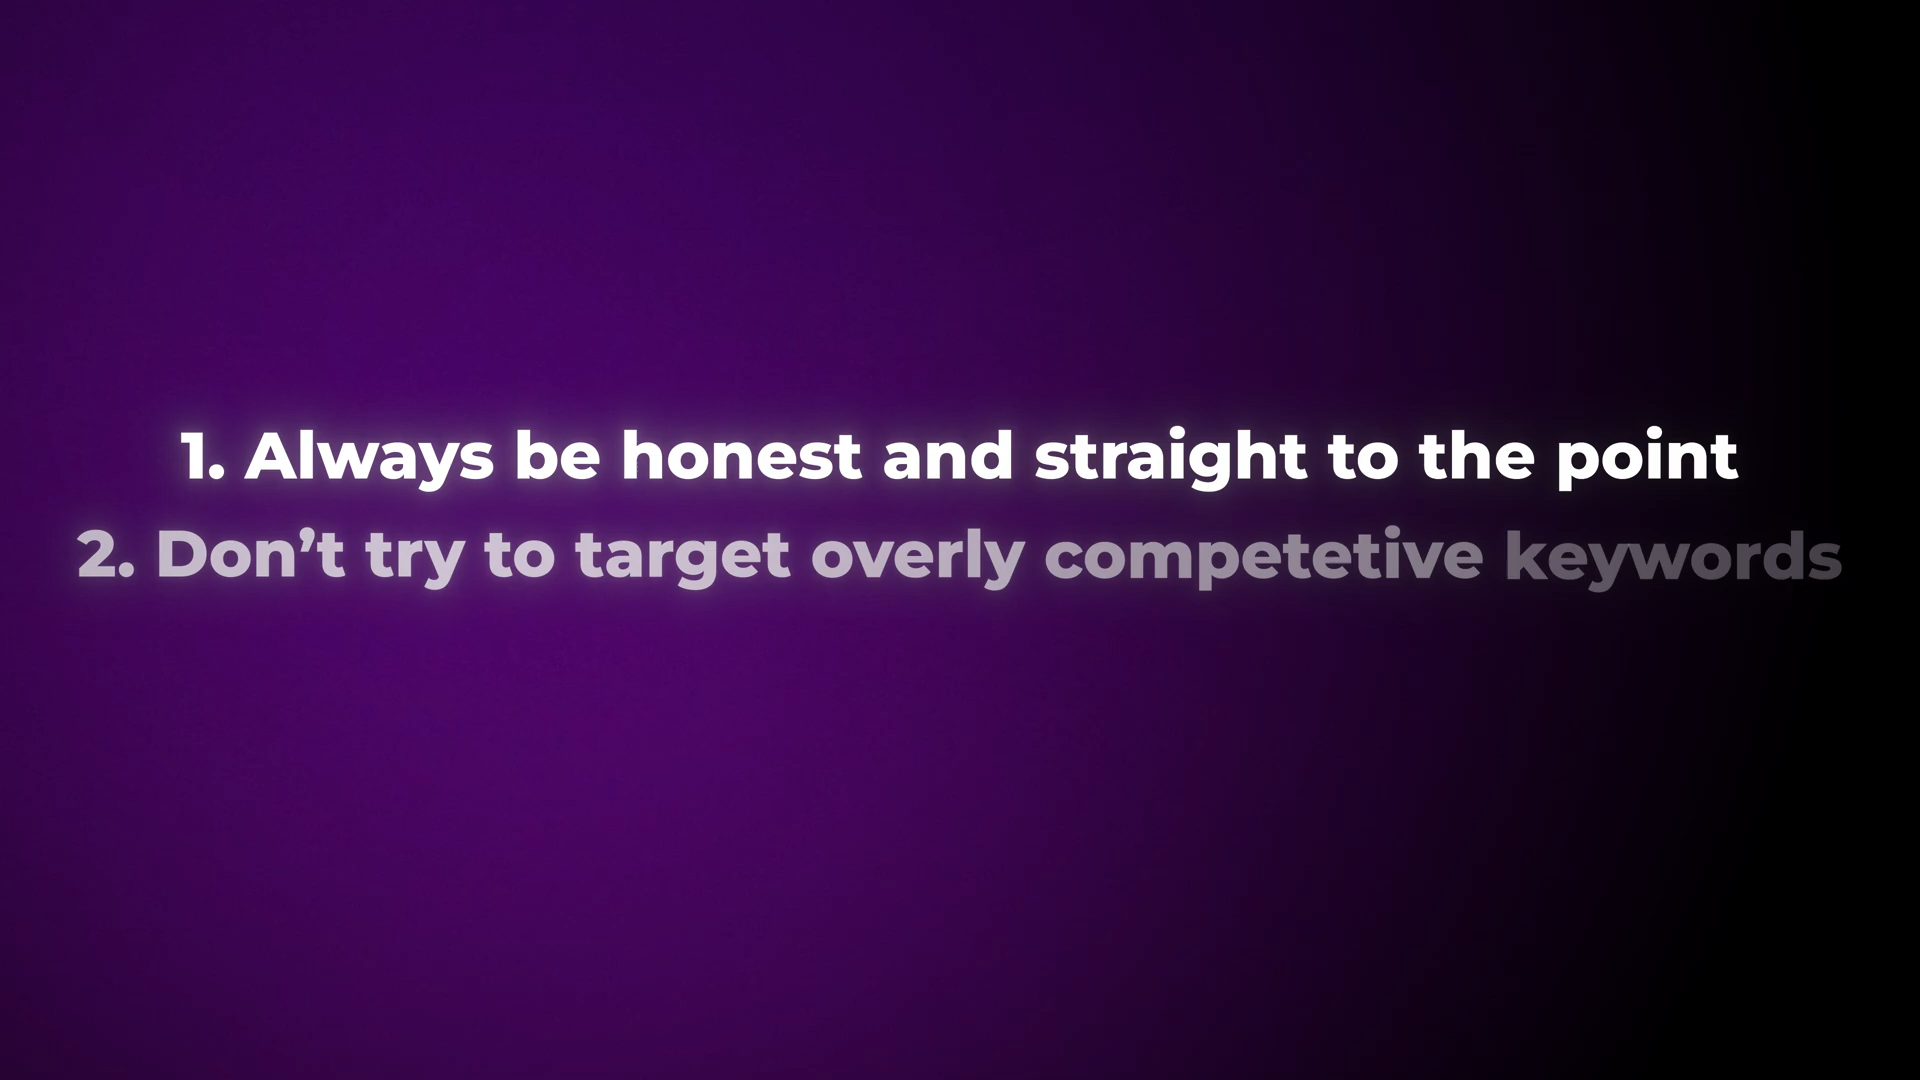 1. Always be honest and straight to the point
2. Don’t try to target overly competetive keywords